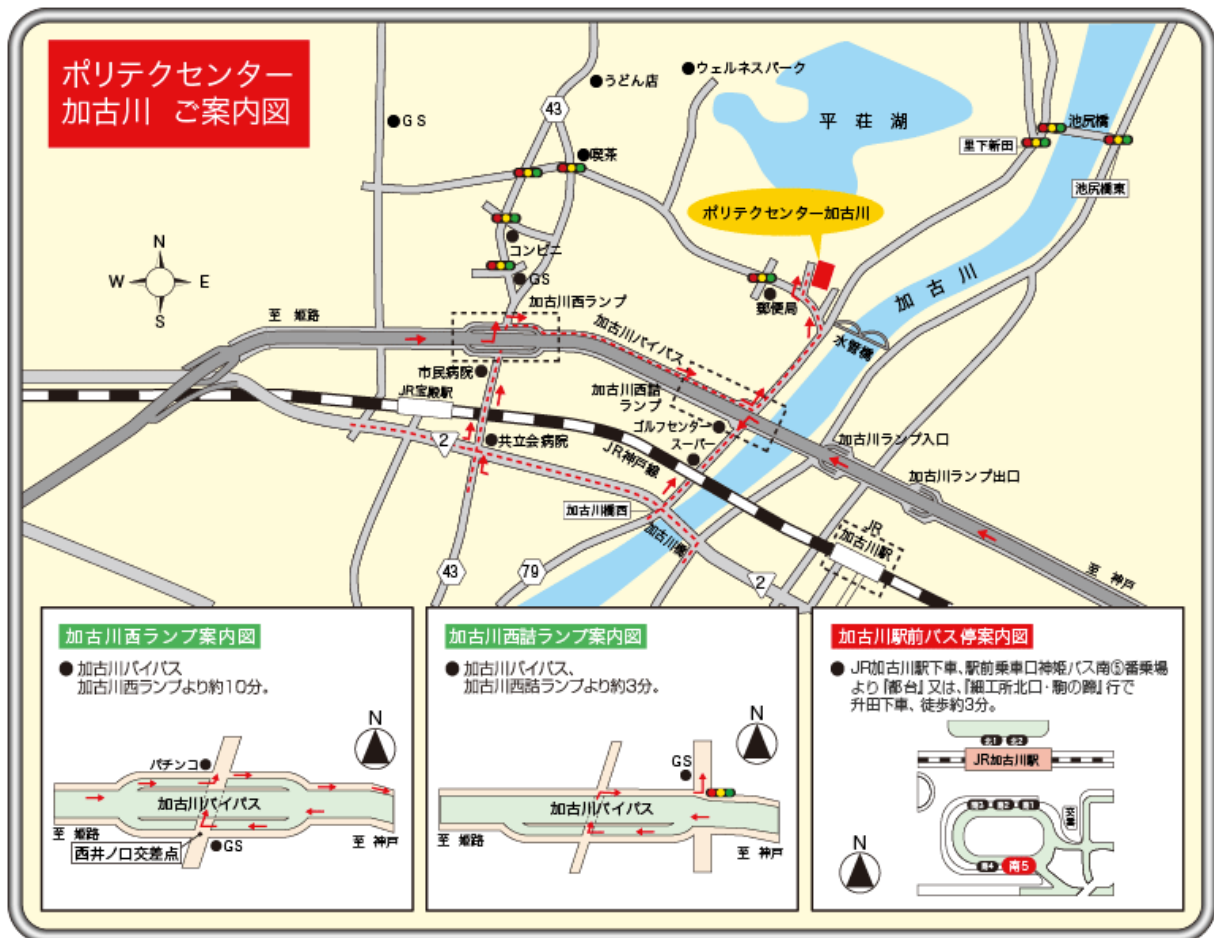 ポリテクセンター
加古川 ご案内図
うどん店
ウェルネスパーク
43
GS
平荘湖
池尻橋
里下新田
喫茶
池尻橋東
ポリテクセンター加古川
コンビニ
N
W
E
S
GS
加古川
郵便局
加古川西ランプ
至 姫路
加古川バイパス
水管橋
市民病院
加古川西詰
ランプ
JR宝殿駅
ゴルフセンター
スーパー
2
共立会病院
加古川ランプ入口
JR神戸線
加古川ランプ出口
加古川橋西
加古川橋
JR
加古川駅
43
79
2
至 神戸
加古川西ランプ案内図
●加古川バイパス
加古川西ランプより約10分。
N
パチンコ
加古川バイパス
至 姫路
至 神戸
西井ノ口交差点
GS
加古川西詰ランプ案内図
●加古川バイパス、
加古川西詰ランプより約3分。
N
GS
加古川バイパス
至 姫路
至 神戸
加古川駅前バス停案内図
●JR加古川駅下車、駅前乗車口神姫バス南⑤番乗場
より『都台』又は、『細工所北口・駒の蹄』行で
升田下車、徒歩約3分。
北1
北2
JR加古川駅
南3
南2
南1
交番
N
南4
南5